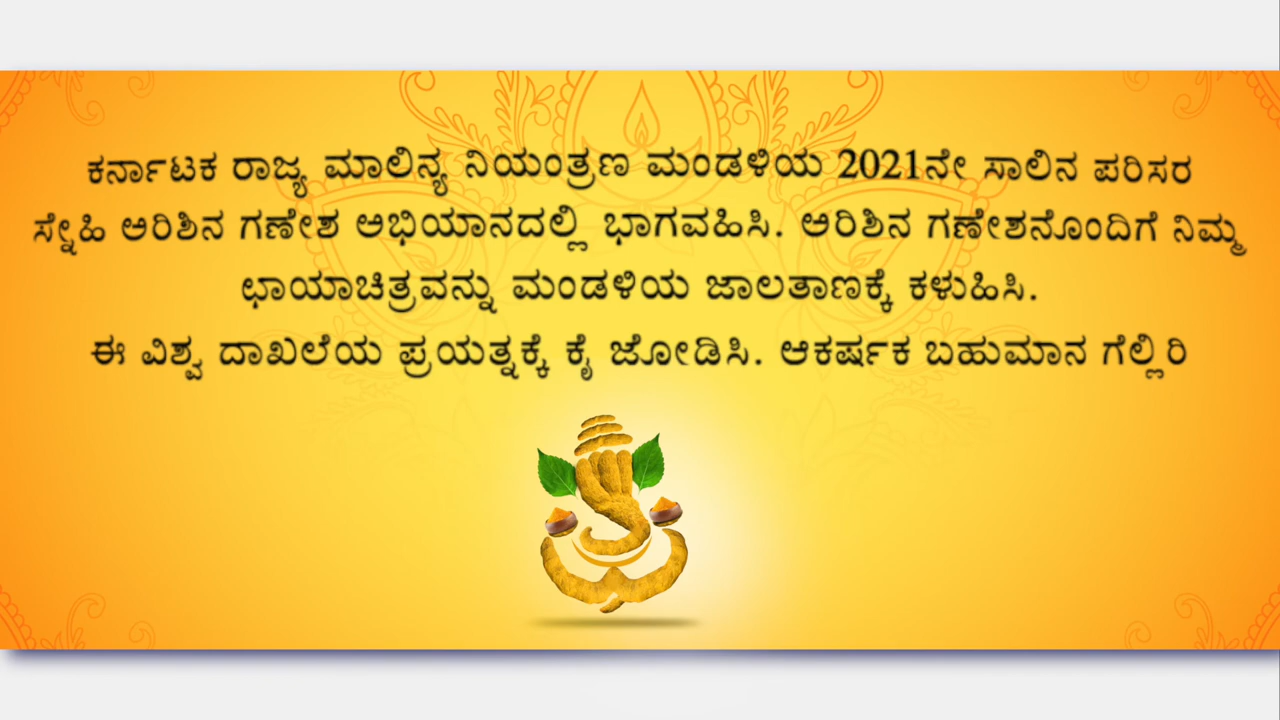 ಕರ್ನಾಟಕ ರಾಜ್ಯ ಮಾಲಿನ್ಯ ನಿಯಂತ್ರಣ ಮಂಡಳಿಯ 2021ನೇ ಸಾಲಿನ ಪರಿಸರ
ಸ್ನೇಹಿ ಅರಿಶಿನ ಗಣೇಶ ಅಭಿಯಾನದಲ್ಲಿ ಭಾಗವಹಿಸಿ. ಅರಿಶಿನ ಗಣೇಶನೊಂದಿಗೆ ನಿಮ್ಮ
ಛಾಯಾಚಿತ್ರವನ್ನು ಮಂಡಳಿಯ ಜಾಲತಾಣಕ್ಕೆ ಕಳುಹಿಸಿ.
ಈ ವಿಶ್ವ ದಾಖಲೆಯ ಪ್ರಯತ್ನಕ್ಕೆ ಕೈ ಜೋಡಿಸಿ. ಆಕರ್ಷಕ ಬಹುಮಾನ ಗೆಲ್ಲಿರಿ